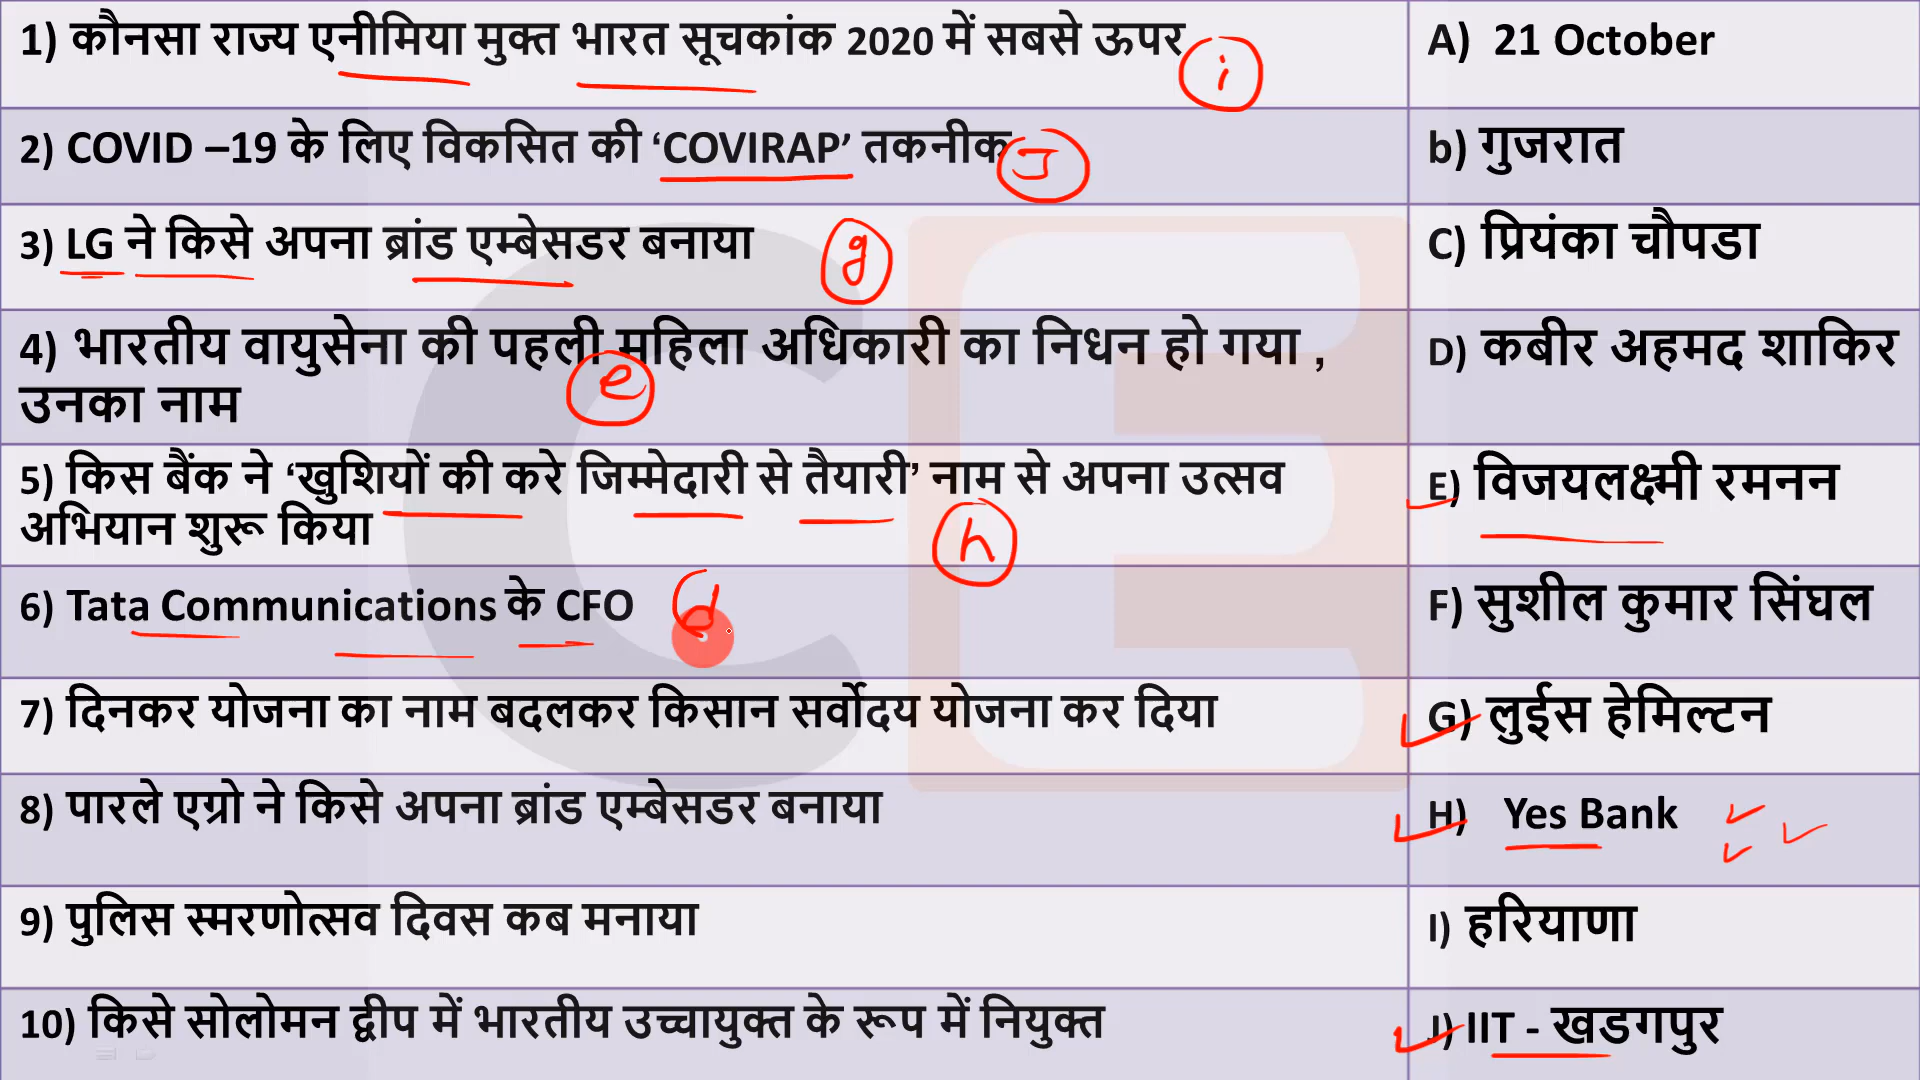 1) कौनसा राज्य एनीमिया मुक्त भारत सूचकांक 2020 में सबसे ऊपर
i
A) 21 October
2) COVID –19 के लिए विकसित की ‘COVIRAP’ तकनीक
J
b) गुजरात
3) LG ने किसे अपना ब्रांड एम्बेसडर बनाया
g
C) प्रियंका चौपडा
4) भारतीय वायुसेना की पहली महिला अधिकारी का निधन हो गया ,
उनका नाम
e
D) कबीर अहमद शाकिर
5) किस बैंक ने ‘खुशियों की करे जिम्मेदारी से तैयारी’ नाम से अपना उत्सव
अभियान शुरू किया
h
E) विजयलक्ष्मी रमनन
6) Tata Communications के CFO
d
F) सुशील कुमार सिंघल
7) दिनकर योजना का नाम बदलकर किसान सर्वोदय योजना कर दिया
G) लुईस हेमिल्टन
8) पारले एग्रो ने किसे अपना ब्रांड एम्बेसडर बनाया
H) Yes Bank
9) पुलिस स्मरणोत्सव दिवस कब मनाया
I) हरियाणा
10) किसे सोलोमन द्वीप में भारतीय उच्चायुक्त के रूप में नियुक्त
J) IIT - खडगपुर
CE